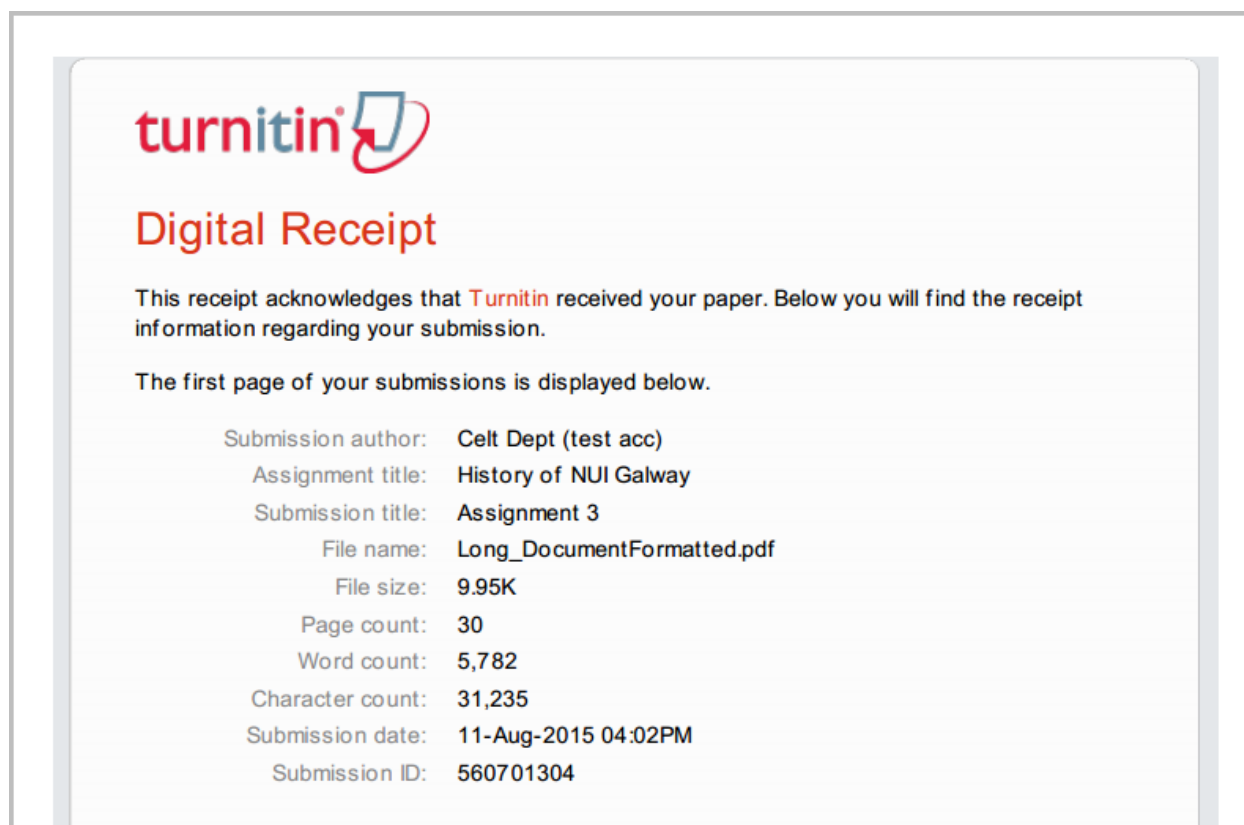 turnitin
Digital Receipt
This receipt acknowledges that Turnitin received your paper. Below you will find the receipt
information regarding your submission.
The first page of your submissions is displayed below.
Submission author: Celt Dept (test acc)
Assignment title: History of NUI Galway
Submission title: Assignment 3
File name: Long_DocumentFormatted.pdf
File size: 9.95K
Page count: 30
Word count: 5,782
Character count: 31,235
Submission date: 11-Aug-2015 04:02PM
Submission ID: 560701304